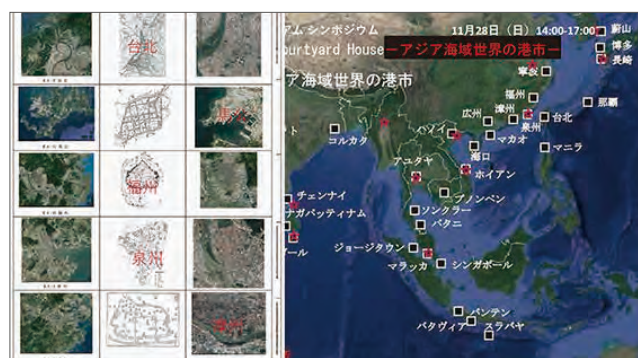 台北
基隆
福州
泉州
アム シンポジウム
11月28日（日）14:00-17:00
ourtyard House
ーアジア海域世界の港市ー
ア海域世界の港市
蔚山
博多
長崎
寧波
福州
那覇
広州
漳州
泉州
台北
コルカタ
ハノイ
マカオ
海口
マニラ
アユタヤ
ホイアン
チェンナイ
プノンペン
ナガパッティナム
ソンクラー
パタニ
ジョージタウン
マラッカ
シンガポール
バンテン
バタヴィア
スラバヤ